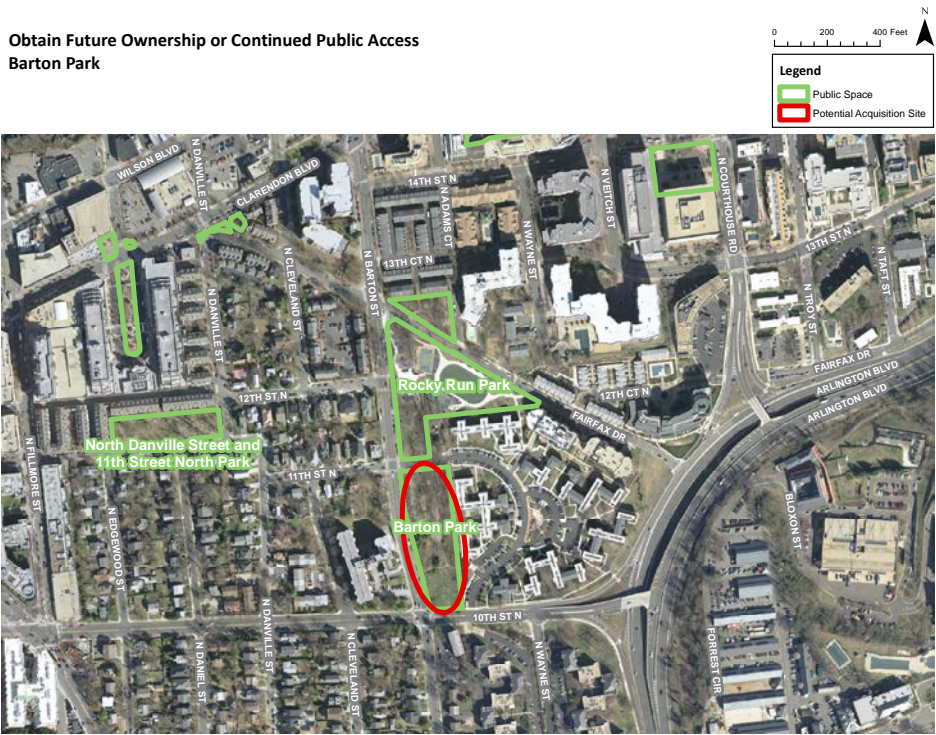 Obtain Future Ownership or Continued Public Access
Barton Park
N
0 200 400 Feet
Legend
Public Space
Potential Acquisition Site
WILSON BLVD
N DANVILLE ST
CLARENDON BLVD
14TH ST N
N ADAMS CT
N VEITCH ST
N COURTHOUSE RD
13TH ST N
N TAFT ST
N WAYNE ST
N BARTON ST
13TH CT N
N CLEVELAND ST
N DANVILLE ST
N TROY ST
FAIRFAX DR
ARLINGTON BLVD
ARLINGTON BLVD
Rocky Run Park
12TH ST N
12TH CT N
FAIRFAX DR
North Danville Street and
11th Street North Park
N FILLMORE ST
11TH ST N
N EDGEWOOD ST
Barton Park
BLOXON ST
10TH ST N
N DANIEL ST
N DANVILLE ST
N CLEVELAND ST
N WAYNE ST
FORREST CIR